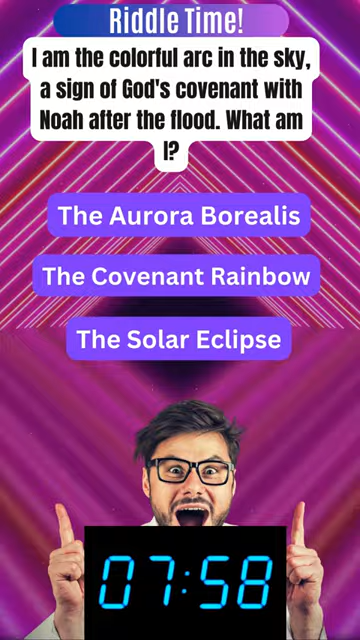 Riddle Time!
I am the colorful arc in the sky,
a sign of God's covenant with
Noah after the flood. What am
I?
The Aurora Borealis
The Covenant Rainbow
The Solar Eclipse
07:58